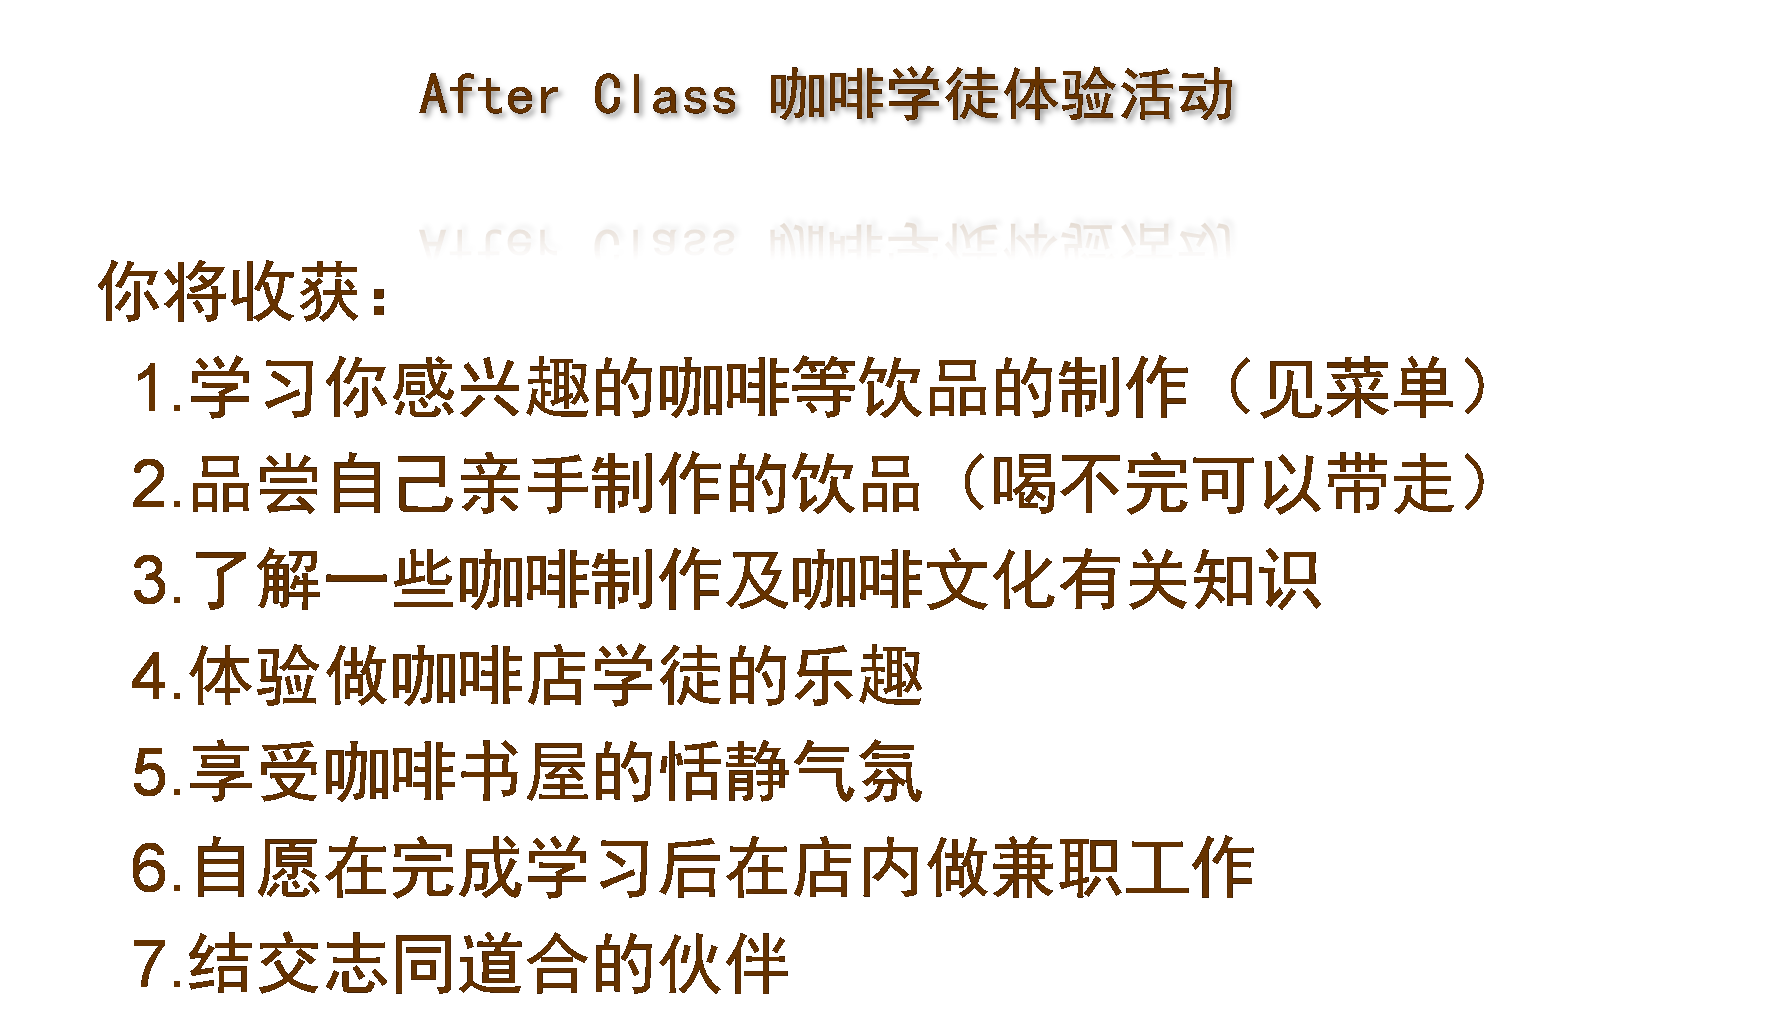 After Class 咖啡学徒体验活动
你将收获：
1.学习你感兴趣的咖啡等饮品的制作（见菜单）
2.品尝自己亲手制作的饮品（喝不完可以带走）
3.了解一些咖啡制作及咖啡文化有关知识
4.体验做咖啡店学徒的乐趣
5.享受咖啡书屋的恬静气氛
6.自愿在完成学习后在店内做兼职工作
7.结交志同道合的伙伴